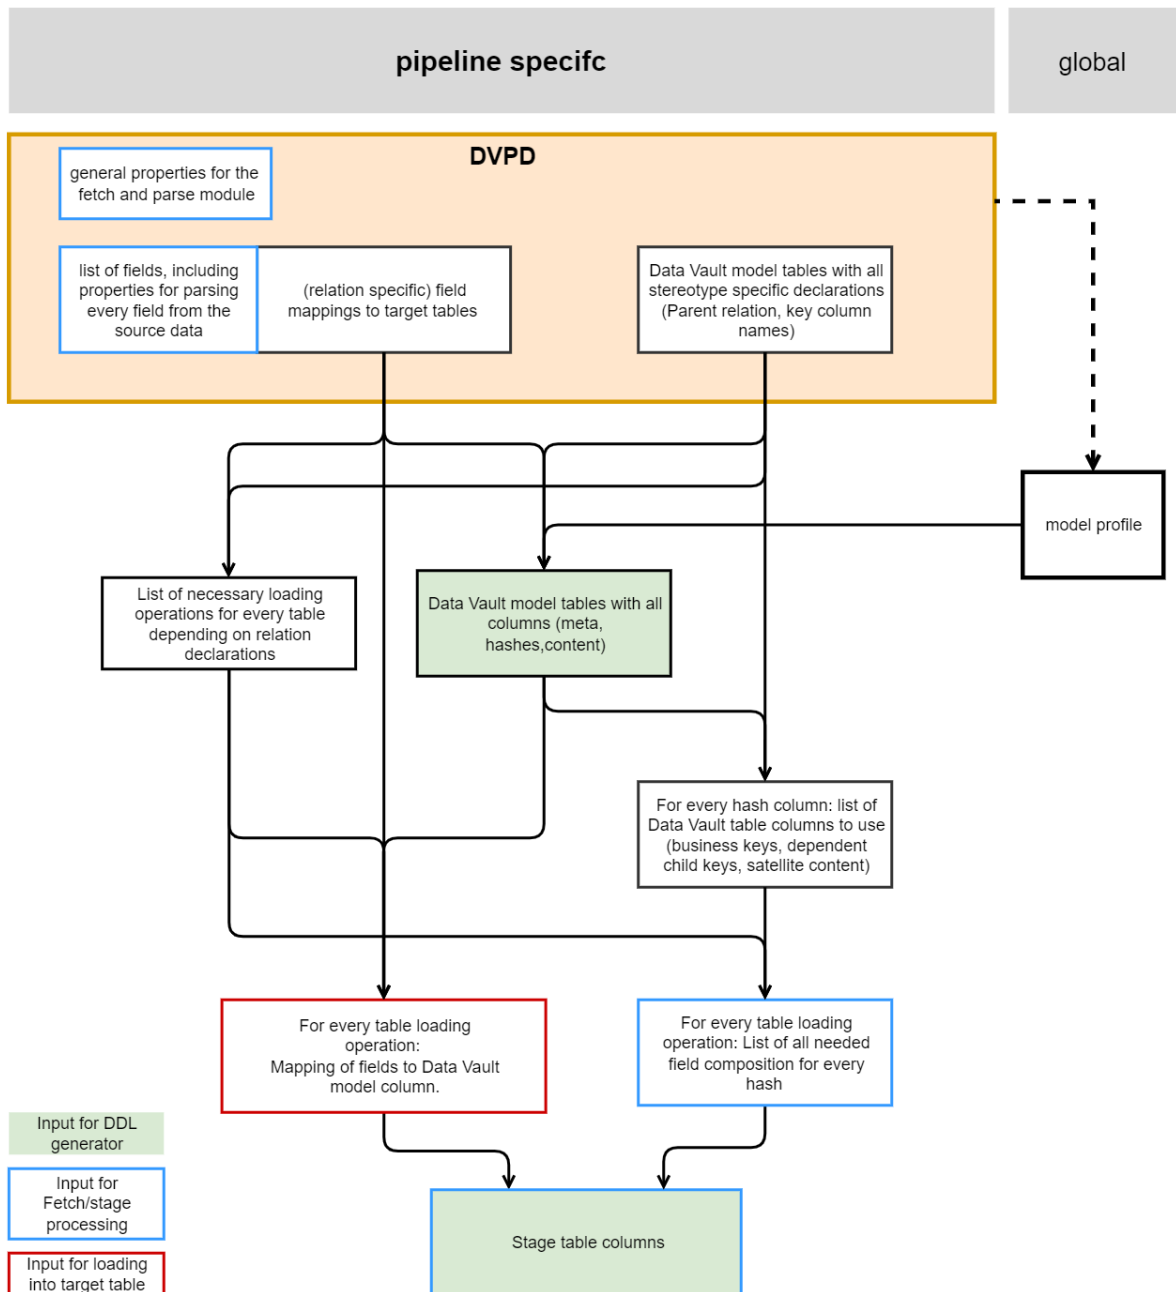 pipeline specifc
global
DVPD
general properties for the
fetch and parse module
list of fields, including
properties for parsing
every field from the
source data
(relation specific) field
mappings to target tables
Data Vault model tables with all
stereotype specific declarations
(Parent relation, key column
names)
model profile
List of necessary loading
operations for every table
depending on relation
declarations
Data Vault model tables with all
columns (meta,
hashes,content)
For every hash column: list of
Data Vault table columns to use
(business keys, dependent
child keys, satellite content)
For every table loading
operation:
Mapping of fields to Data Vault
model column.
For every table loading
operation: List of all needed
field composition for every
hash
Input for DDL
generator
Input for
Fetch/stage
processing
Input for loading
into target table
Stage table columns